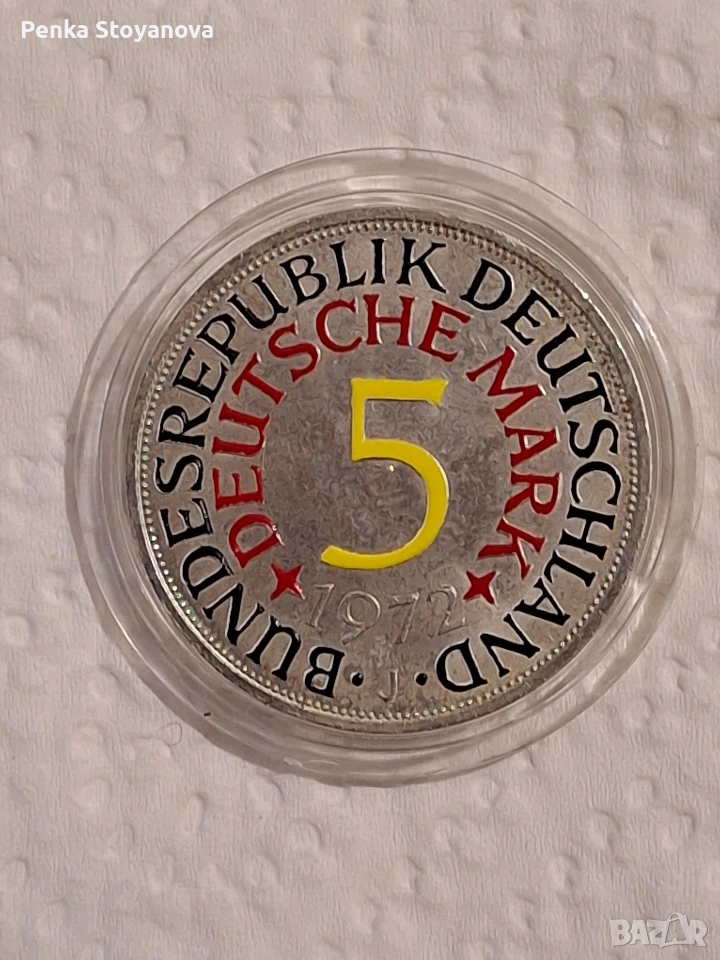 Penka Stoyanova
· BUNDESREPUBLIK DEUTSCHLAND ·
★ DEUTSCHE MARK ★
5
1972
J
BAZAR